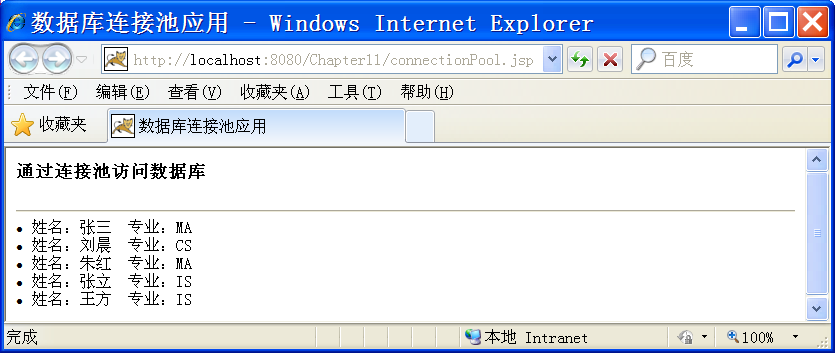 数据库连接池应用 - Windows Internet Explorer
http://localhost:8080/Chapter11/connectionPool.jsp 百度
文件(F) 编辑(E) 查看(V) 收藏夹(A) 工具(T) 帮助(H)
收藏夹 数据库连接池应用
通过连接池访问数据库
• 姓名：张三 专业：MA
• 姓名：刘晨 专业：CS
• 姓名：朱红 专业：MA
• 姓名：张立 专业：IS
• 姓名：王方 专业：IS
完成 本地 Intranet 100%